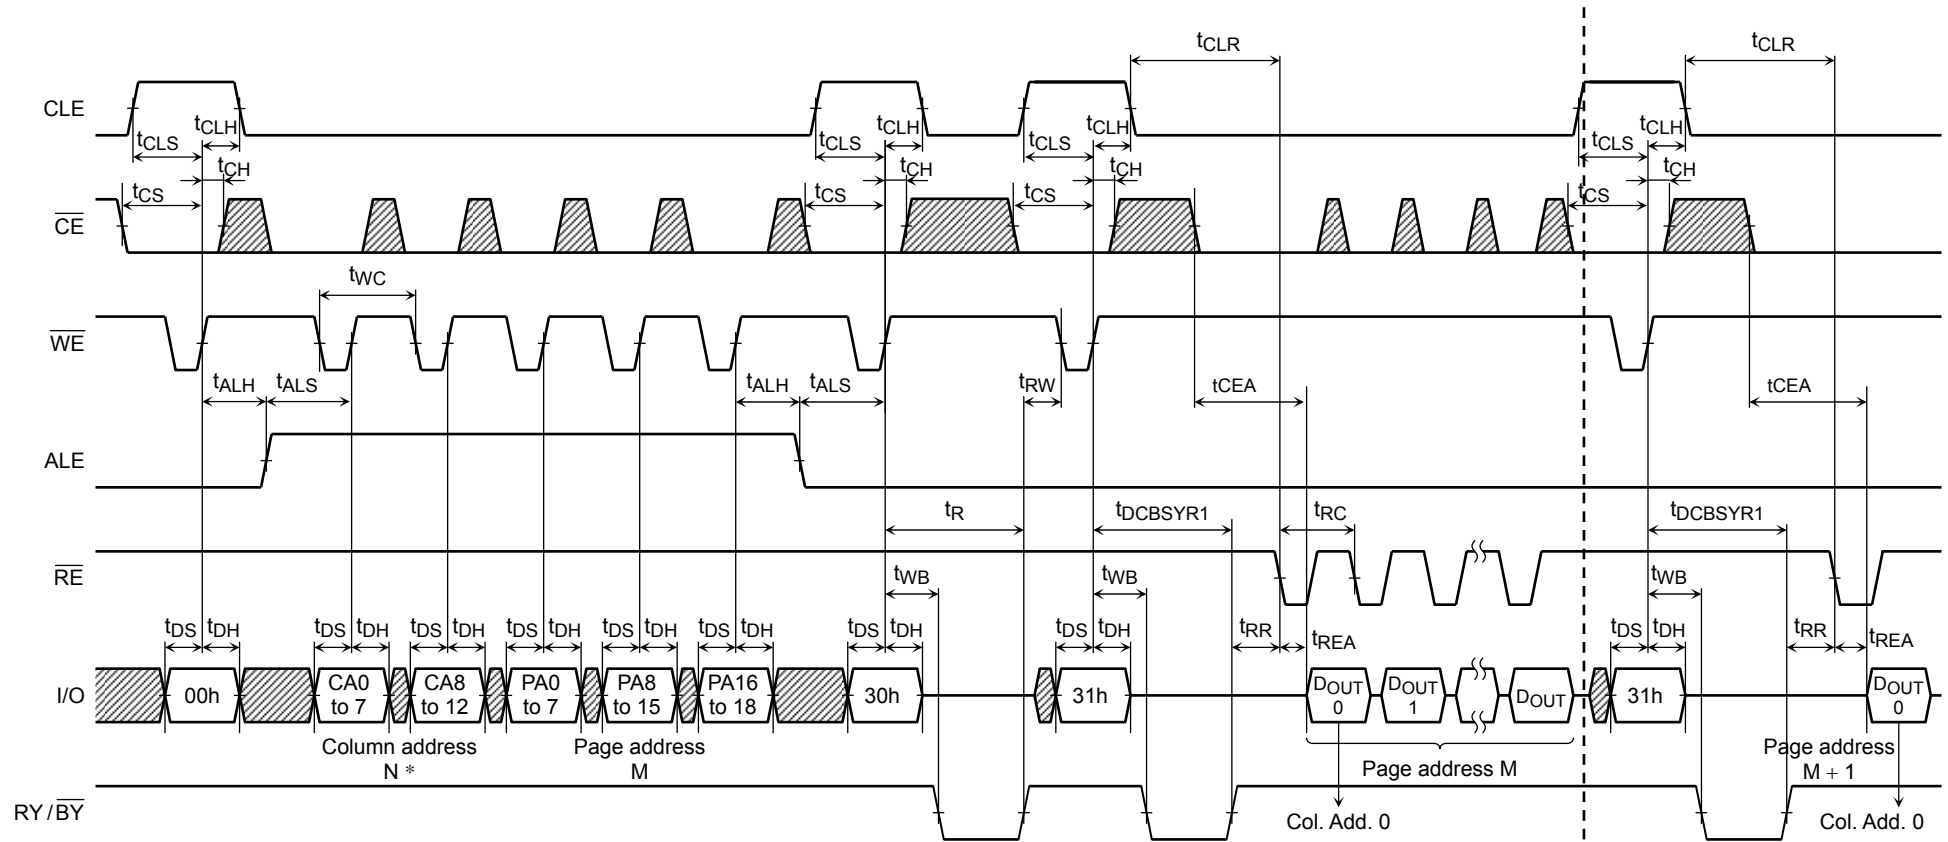 tCLR tCLR
CLE
tCLS tCLH tCLS tCLH tCLS tCLH tCLS tCLH
tCS tCH tCS tCH tCS tCH tCS tCH
CE
tWC
WE
tALH tALS tALH tALS tRW tCEA tCEA
ALE
tR tDCBSYR1 tRC tDCBSYR1
RE
tWB tWB tWB
tDS tDH tDS tDH tDS tDH tDS tDH tDS tDH tDS tDH tDS tDH tDS tDH tRR tREA tDS tDH tRR tREA
I/O
00h
CA0 to 7
CA8 to 12
PA0 to 7
PA8 to 15
PA16 to 18
30h
31h
DOUT 0
DOUT 1
DOUT
31h
DOUT 0
Column address
N *
Page address
M
Page address M
Page address
M + 1
RY / BY
Col. Add. 0
Col. Add. 0